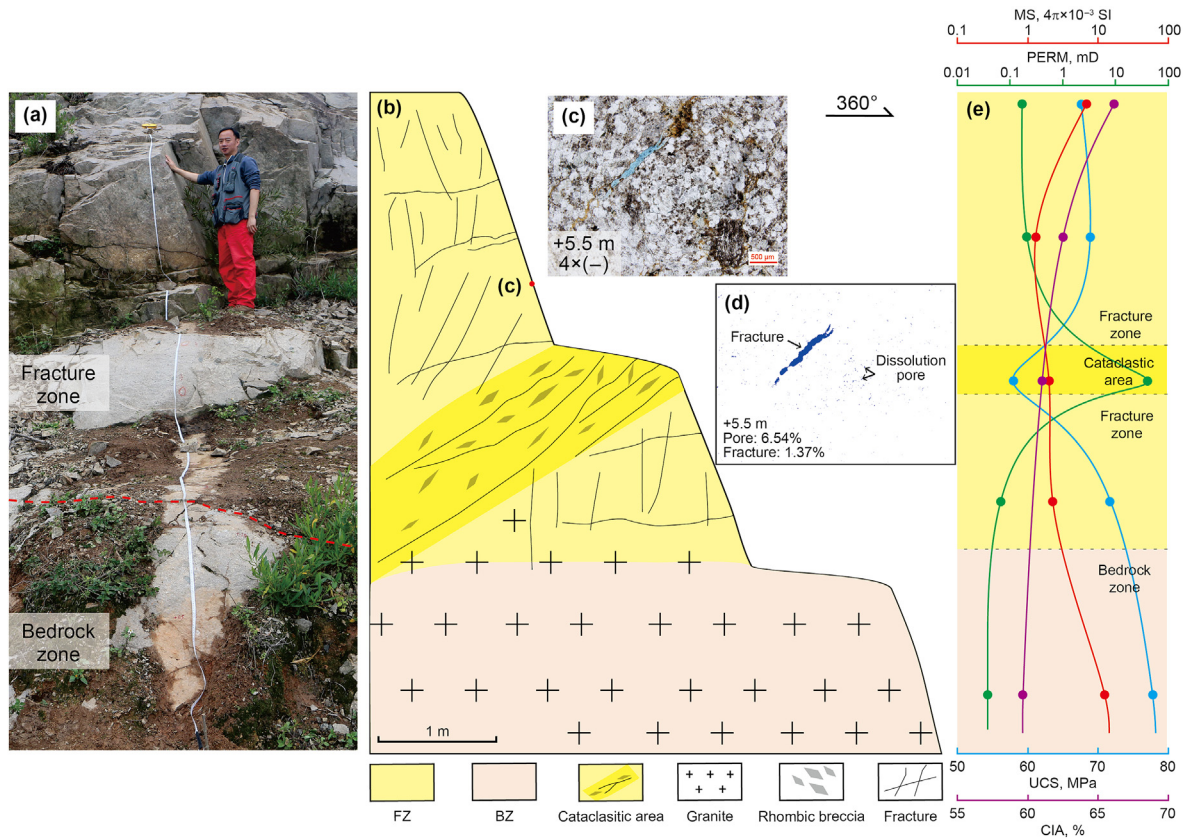 (a)
Fracture
zone
Bedrock
zone
(b)
(c)
1 m
(c)
+5.5 m
4×(–)
500 μm
360°
(d)
Fracture
Dissolution
pore
+5.5 m
Pore: 6.54%
Fracture: 1.37%
MS, 4π×10⁻³ SI
0.1 1 10 100
PERM, mD
0.01 0.1 1 10 100
(e)
Fracture
zone
Cataclastic
area
Fracture
zone
Bedrock
zone
50 60 70 80
UCS, MPa
55 60 65 70
CIA, %
FZ
BZ
Cataclasitic area
Granite
Rhombic breccia
Fracture